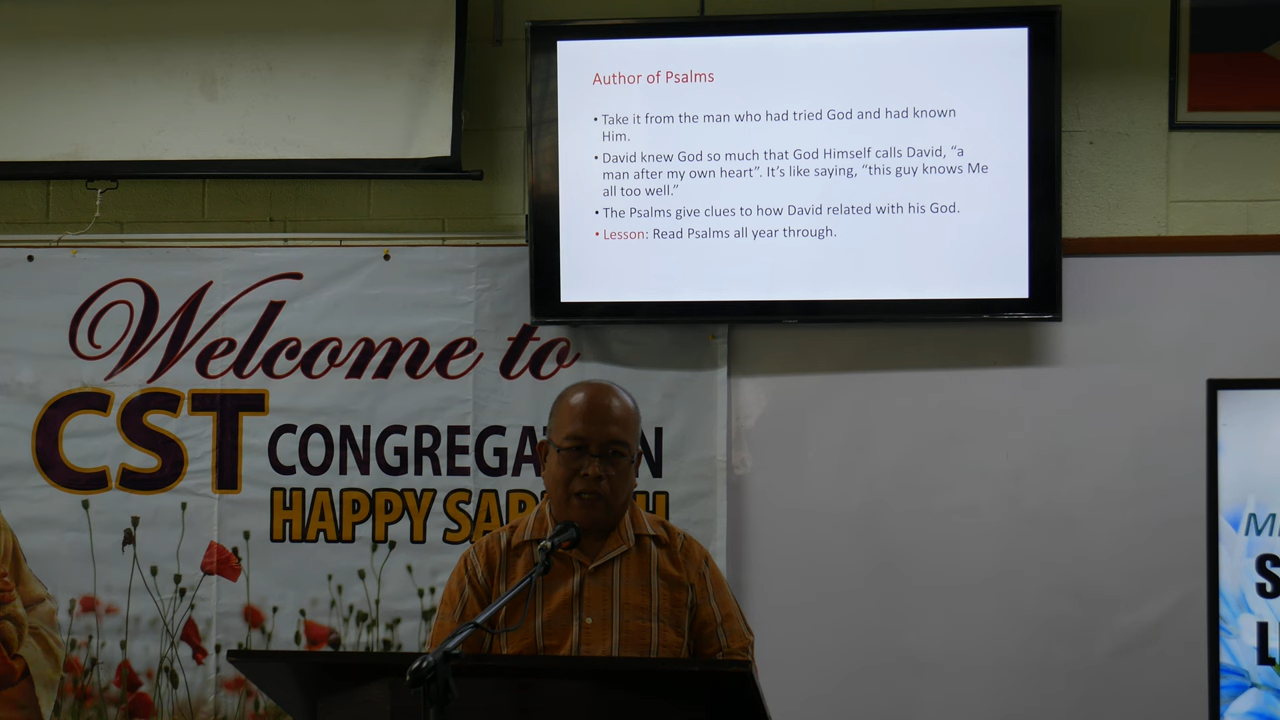 Author of Psalms
• Take it from the man who had tried God and had known
Him.
• David knew God so much that God Himself calls David, “a
man after my own heart”. It’s like saying, “this guy knows Me
all too well.”
• The Psalms give clues to how David related with his God.
• Lesson: Read Psalms all year through.
Welcome to
CST CONGREGA N
HAPPY SA H